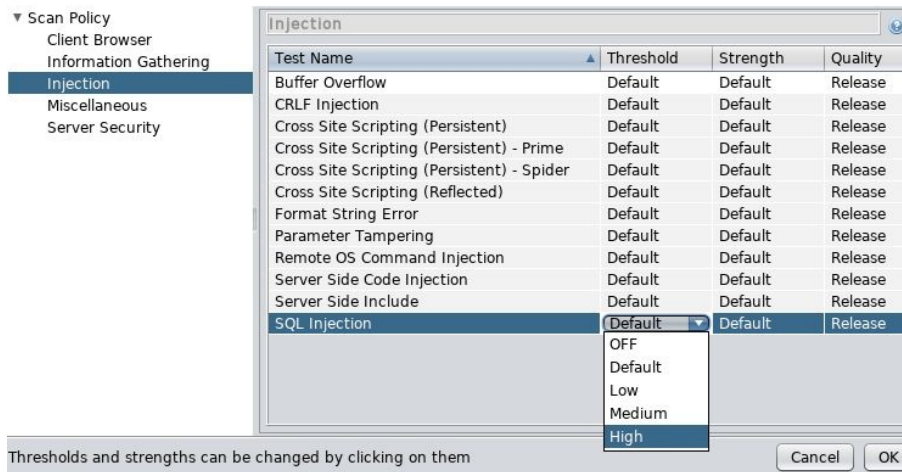 Scan Policy
Client Browser
Information Gathering
Injection
Miscellaneous
Server Security
Injection
Test Name Threshold Strength Quality
Buffer Overflow Default Default Release
CRLF Injection Default Default Release
Cross Site Scripting (Persistent) Default Default Release
Cross Site Scripting (Persistent) - Prime Default Default Release
Cross Site Scripting (Persistent) - Spider Default Default Release
Cross Site Scripting (Reflected) Default Default Release
Format String Error Default Default Release
Parameter Tampering Default Default Release
Remote OS Command Injection Default Default Release
Server Side Code Injection Default Default Release
Server Side Include Default Default Release
SQL Injection Default Default Release
OFF
Default
Low
Medium
High
Thresholds and strengths can be changed by clicking on them
Cancel OK